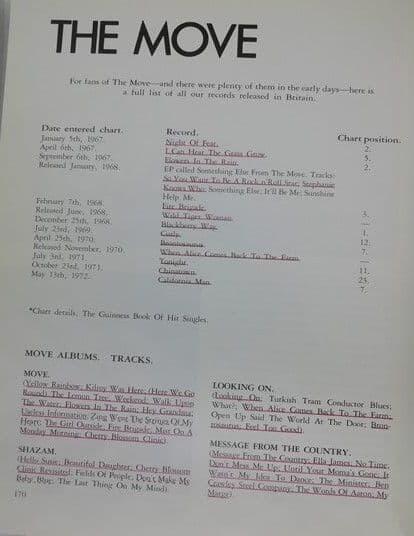 THE MOVE
For fans of The Move—and there were plenty of them in the early days—here is
a full list of all our records released in Britain.
Date entered chart. Record. Chart position.
January 5th, 1967. Night Of Fear. 2.
April 6th, 1967. I Can Hear The Grass Grow. 5.
September 6th, 1967. Flowers In The Rain. 2.
Released January, 1968. EP called Something Else From The Move. Tracks:
So You Want To Be A Rock n Roll Star; Stephanie
Knows Who; Something Else; It'll Be Me; Sunshine
Help Me.
February 7th, 1968. Fire Brigade. 3.
Released June, 1968. Wild Tiger Woman. —
December 25th, 1968. Blackberry Way. 1.
July 23rd, 1969. Curly. 12.
April 25th, 1970. Brontosaurus. 7.
Released November, 1970. When Alice Comes Back To The Farm. —
July 3rd, 1971. Tonight. 11.
October 23rd, 1971. Chinatown. 23.
May 13th, 1972. California Man. 7.
*Chart details, The Guinness Book Of Hit Singles.
MOVE ALBUMS. TRACKS.
MOVE.
(Yellow Rainbow; Kilroy Was Here; (Here We Go
Round) The Lemon Tree; Weekend; Walk Upon
The Water; Flowers In The Rain; Hey Grandma;
Useless Information; Zing Went The Strings Of My
Heart; The Girl Outside; Fire Brigade; Mist On A
Monday Morning; Cherry Blossom Clinic)
SHAZAM.
(Hello Susie; Beautiful Daughter; Cherry Blossom
Clinic Revisited; Fields Of People; Don't Make My
Baby Blue; The Last Thing On My Mind).
170
LOOKING ON.
(Looking On; Turkish Tram Conductor Blues;
What?; When Alice Comes Back To The Farm;
Open Up Said The World At The Door; Bron-
tosaurus; Feel Too Good).
MESSAGE FROM THE COUNTRY.
(Message From The Country; Ella James; No Time;
Don't Mess Me Up; Until Your Moma's Gone; It
Wasn't My Idea To Dance; The Minister; Ben
Crawley Steel Company; The Words Of Aaron; My
Marge).